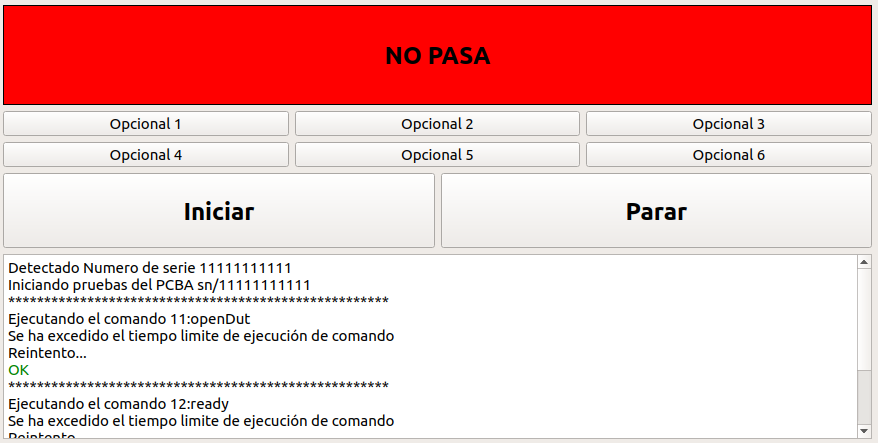 NO PASA
Opcional 1
Opcional 2
Opcional 3
Opcional 4
Opcional 5
Opcional 6
Iniciar
Parar
Detectado Numero de serie 11111111111
Iniciando pruebas del PCBA sn/11111111111
*****************************************************
Ejecutando el comando 11:openDut
Se ha excedido el tiempo limite de ejecución de comando
Reintento...
OK
*****************************************************
Ejecutando el comando 12:ready
Se ha excedido el tiempo limite de ejecución de comando
Reintento...